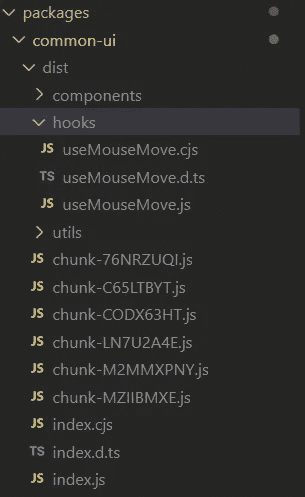 packages
common-ui
dist
components
hooks
JS useMouseMove.cjs
TS useMouseMove.d.ts
JS useMouseMove.js
utils
JS chunk-76NRZUQI.js
JS chunk-C65LTBYT.js
JS chunk-CODX63HT.js
JS chunk-LN7U2A4E.js
JS chunk-M2MMXPNY.js
JS chunk-MZIIBMXE.js
JS index.cjs
TS index.d.ts
JS index.js